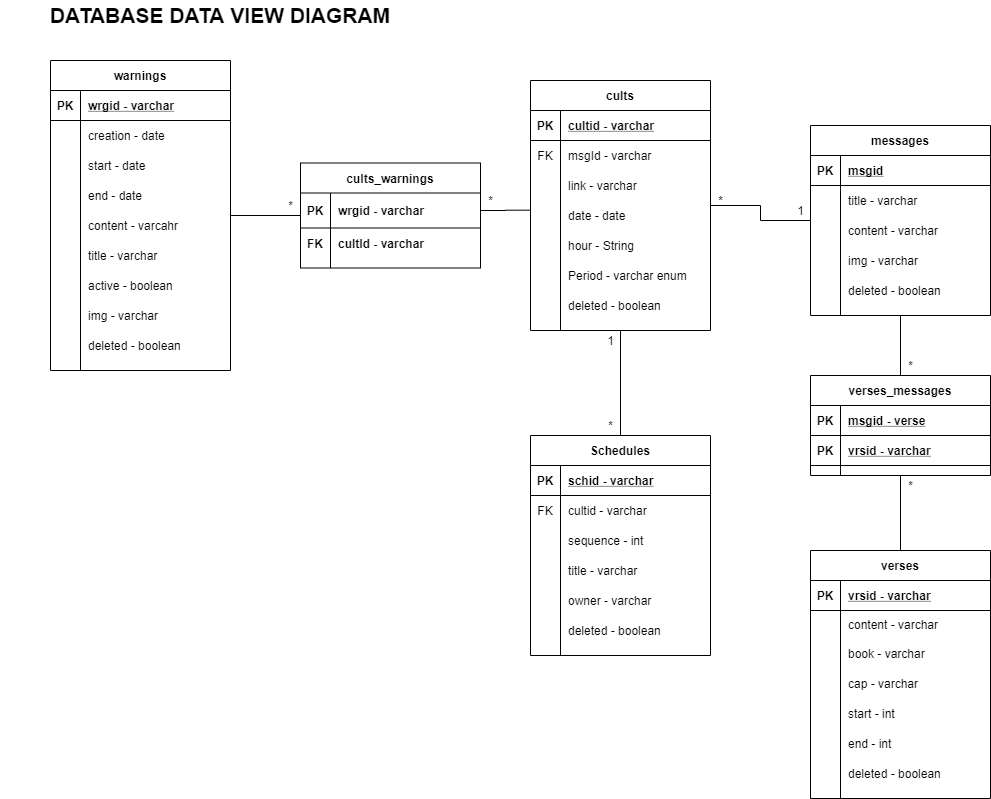 DATABASE DATA VIEW DIAGRAM
warnings
PK wrgid - varchar
creation - date
start - date
end - date
content - varcahr
title - varchar
active - boolean
img - varchar
deleted - boolean
*
cults_warnings
PK wrgid - varchar
FK cultId - varchar
*
cults
PK cultid - varchar
FK msgId - varchar
link - varchar
date - date
hour - String
Period - varchar enum
deleted - boolean
*
1
messages
PK msgid
title - varchar
content - varchar
img - varchar
deleted - boolean
1
*
Schedules
PK schid - varchar
FK cultid - varchar
sequence - int
title - varchar
owner - varchar
deleted - boolean
*
verses_messages
PK msgid - verse
PK vrsid - varchar
*
verses
PK vrsid - varchar
content - varchar
book - varchar
cap - varchar
start - int
end - int
deleted - boolean